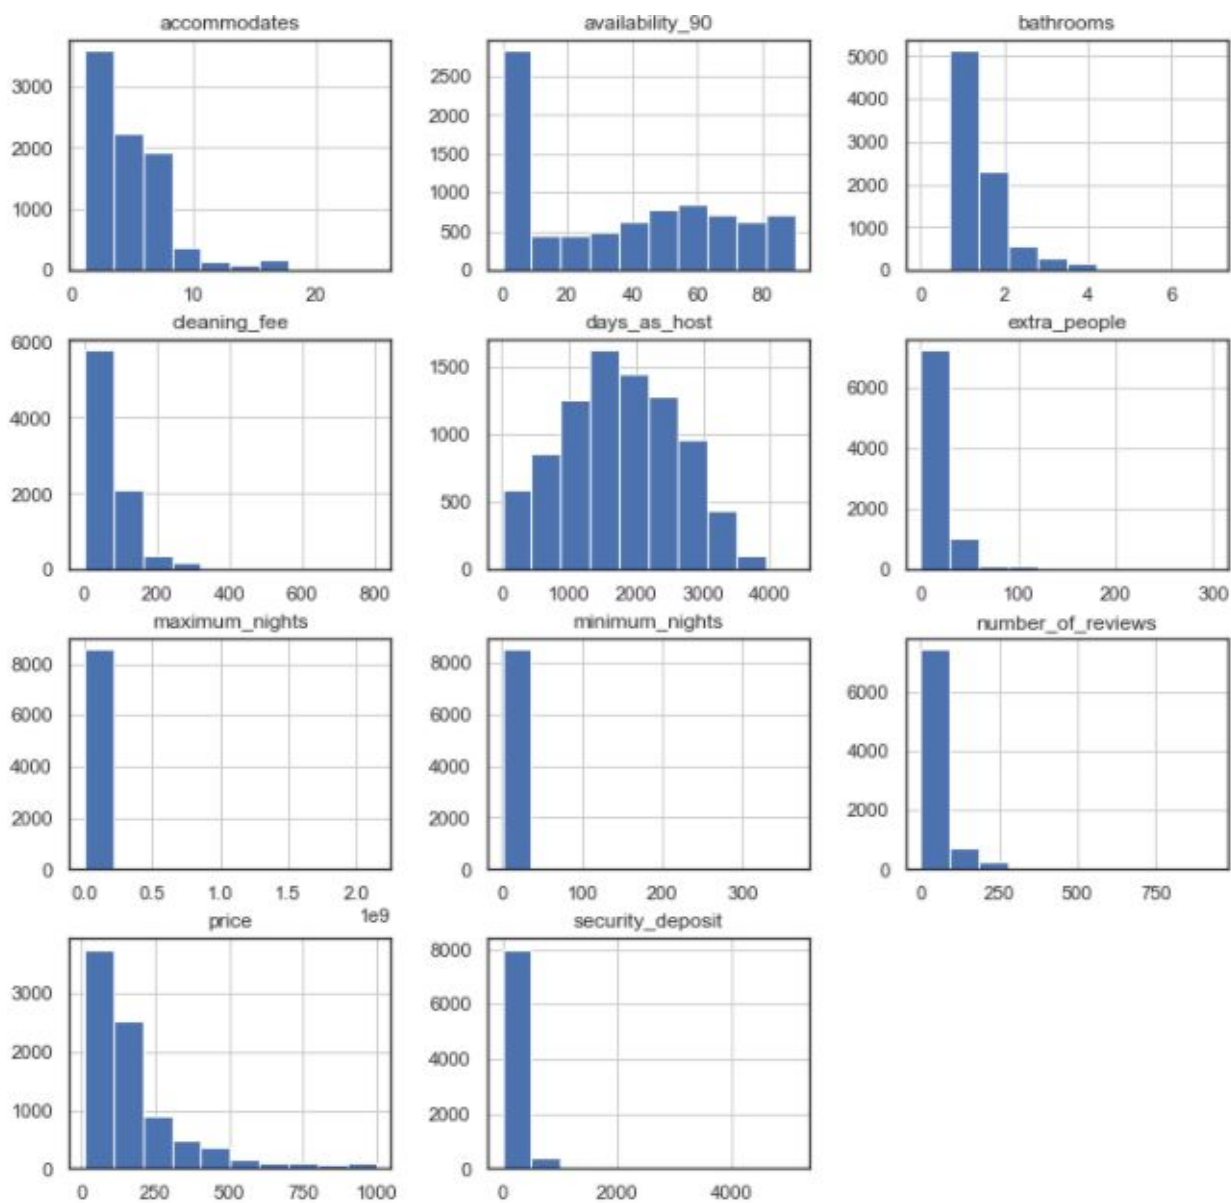 accommodates availability_90 bathrooms
3000 2500 5000
2000 4000
2000 1500 3000
1000 1000 2000
500 1000
0 0 0
0 10 20 0 20 40 60 80 0 2 4 6
cleaning_fee days_as_host extra_people
6000 1500 6000
4000 1000 4000
2000 500 2000
0 0 0
0 200 400 600 800 0 1000 2000 3000 4000 0 100 200 300
maximum_nights minimum_nights number_of_reviews
8000 8000 6000
6000 6000 4000
4000 4000
2000 2000 2000
0 0 0
0.0 0.5 1.0 1.5 2.0 0 100 200 300 0 250 500 750
1e9
price security_deposit
3000 8000
2000 6000
4000
1000 2000
0 0
0 250 500 750 1000 0 2000 4000